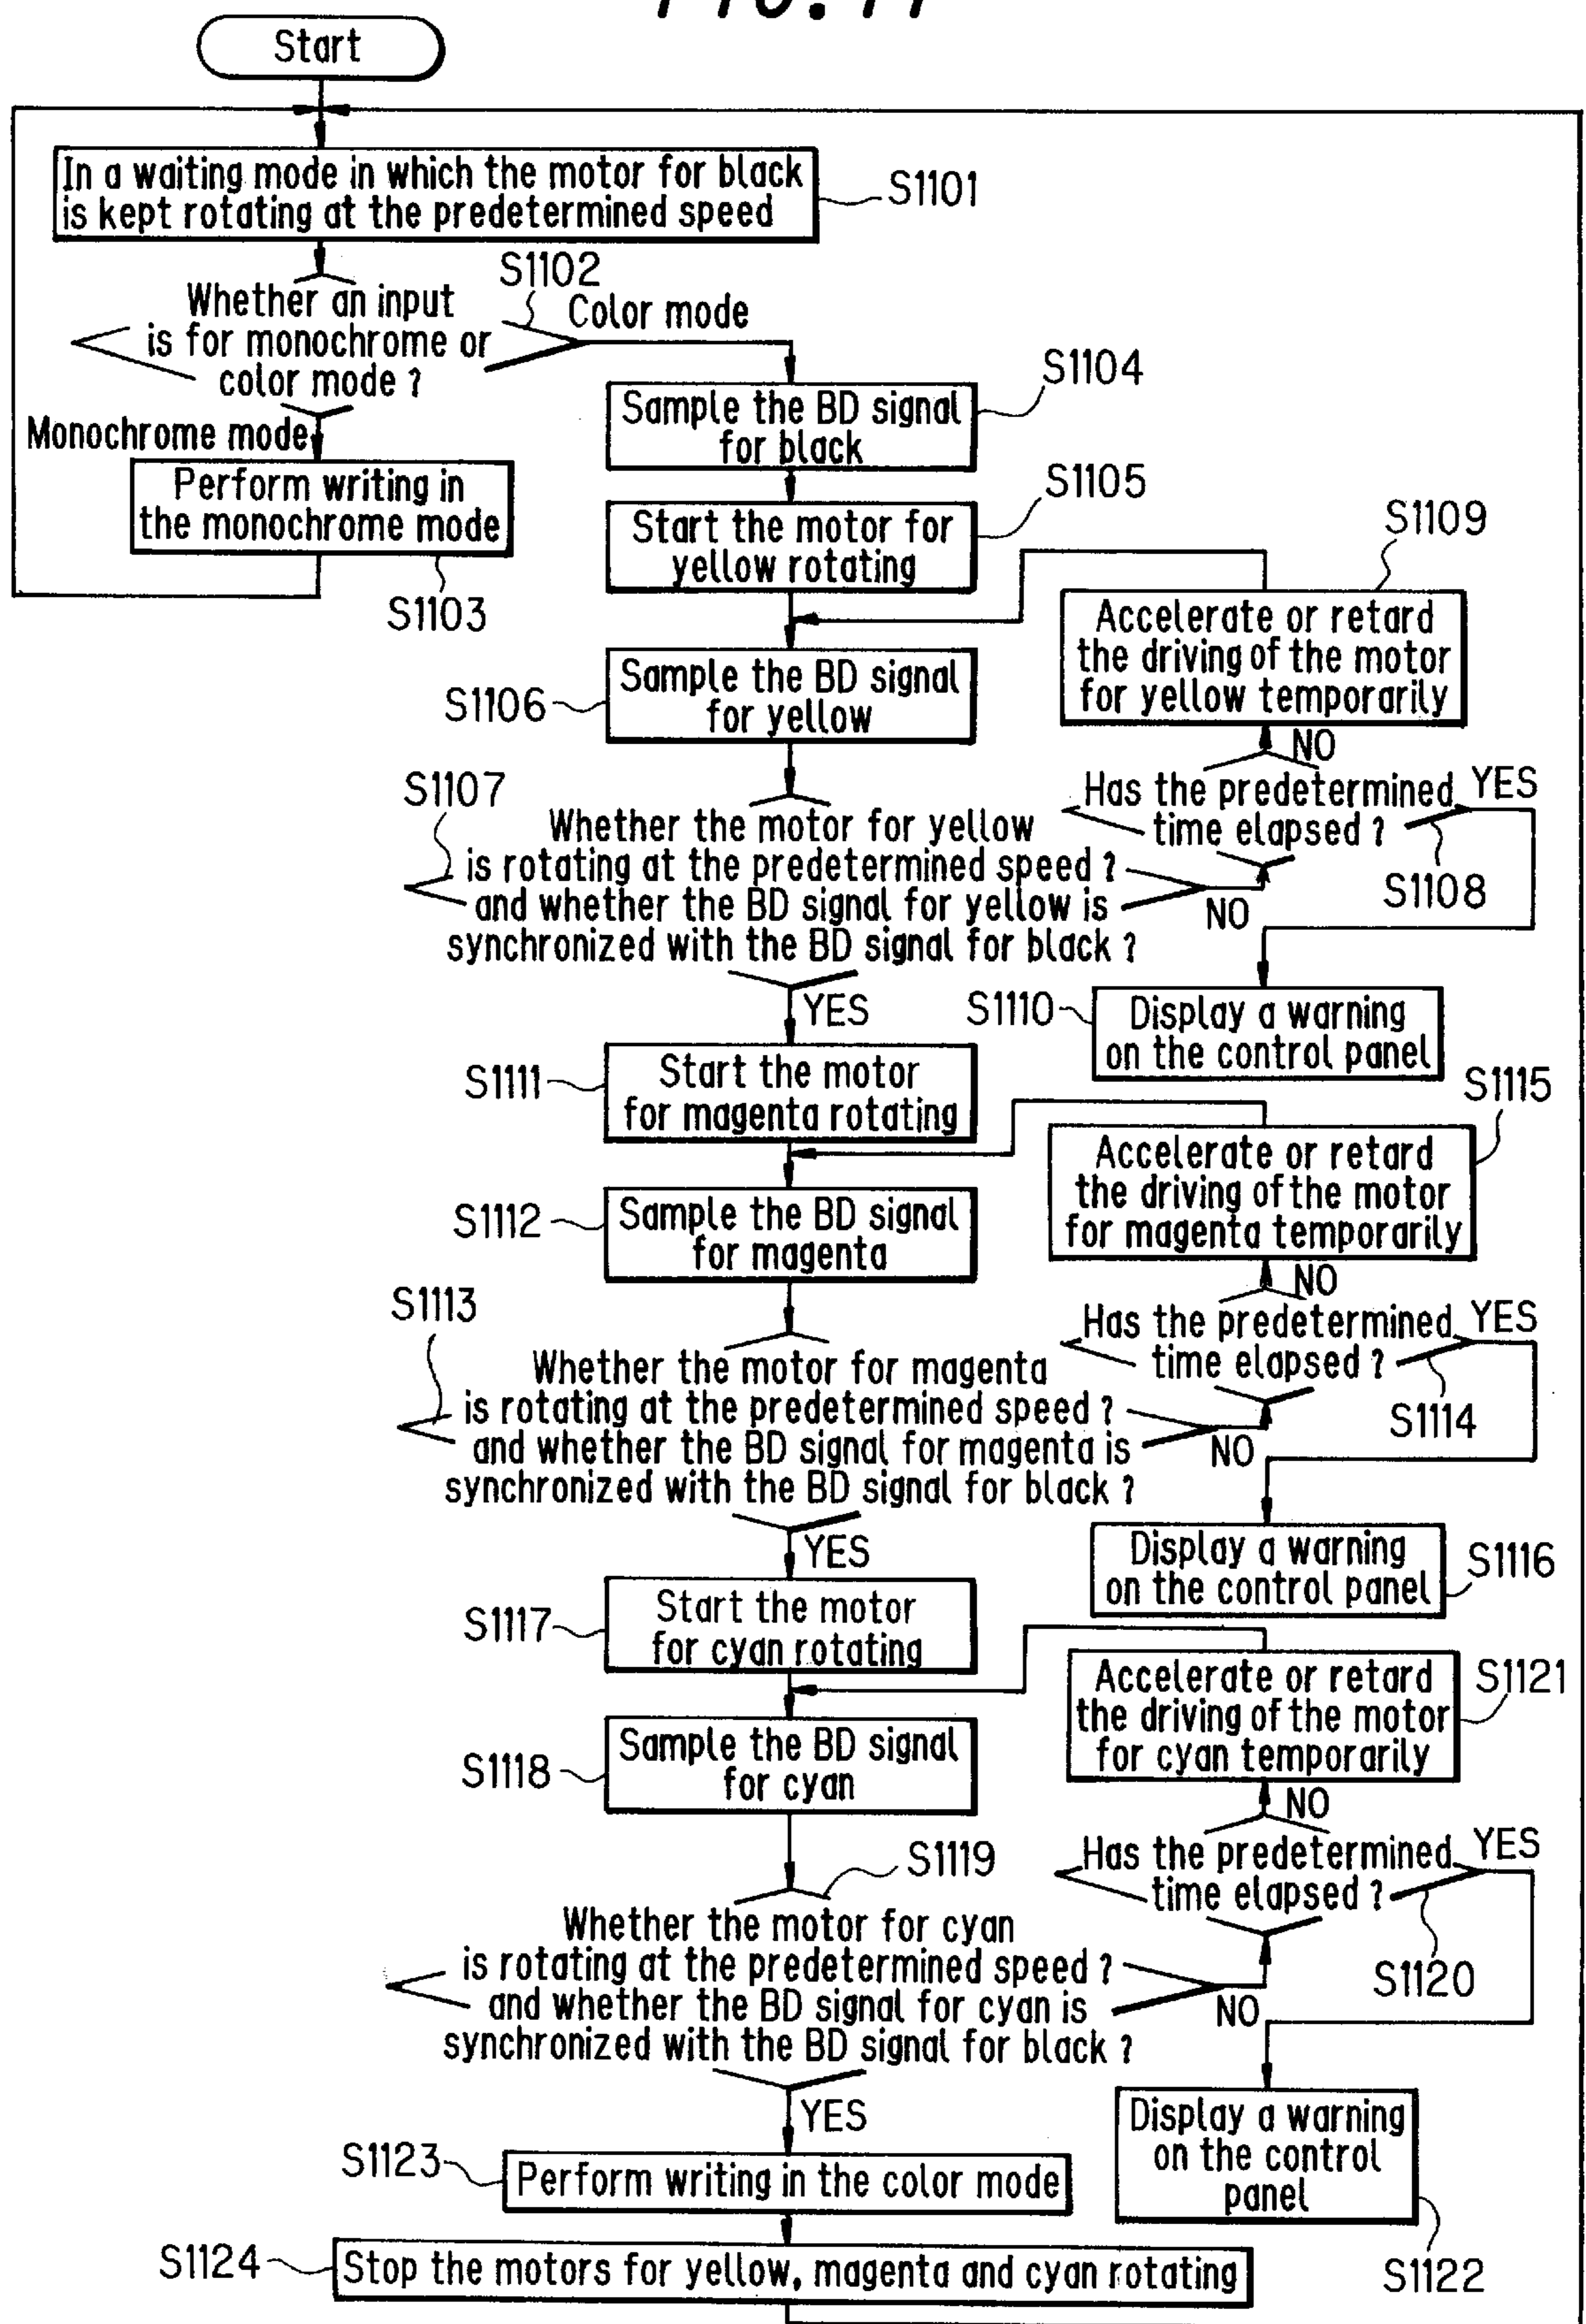 FIG. 11
Start
In a waiting mode in which the motor for black
is kept rotating at the predetermined speed
S1101
S1102
Whether an input
is for monochrome or
color mode ?
Color mode
Monochrome mode
Perform writing in
the monochrome mode
S1103
S1104
Sample the BD signal
for black
S1105
Start the motor for
yellow rotating
S1109
Accelerate or retard
the driving of the motor
for yellow temporarily
S1106
Sample the BD signal
for yellow
NO
S1107
Has the predetermined
time elapsed ?
YES
S1108
Whether the motor for yellow
is rotating at the predetermined speed ?
and whether the BD signal for yellow is
synchronized with the BD signal for black ?
NO
YES
S1110
Display a warning
on the control panel
S1111
Start the motor
for magenta rotating
S1115
Accelerate or retard
the driving of the motor
for magenta temporarily
S1112
Sample the BD signal
for magenta
NO
S1113
Has the predetermined
time elapsed ?
YES
S1114
Whether the motor for magenta
is rotating at the predetermined speed ?
and whether the BD signal for magenta is
synchronized with the BD signal for black ?
NO
YES
Display a warning
on the control panel
S1116
S1117
Start the motor
for cyan rotating
Accelerate or retard
the driving of the motor
for cyan temporarily
S1121
S1118
Sample the BD signal
for cyan
NO
S1119
Has the predetermined
time elapsed ?
YES
S1120
Whether the motor for cyan
is rotating at the predetermined speed ?
and whether the BD signal for cyan is
synchronized with the BD signal for black ?
NO
YES
Display a warning
on the control
panel
S1122
S1123
Perform writing in the color mode
S1124
Stop the motors for yellow, magenta and cyan rotating